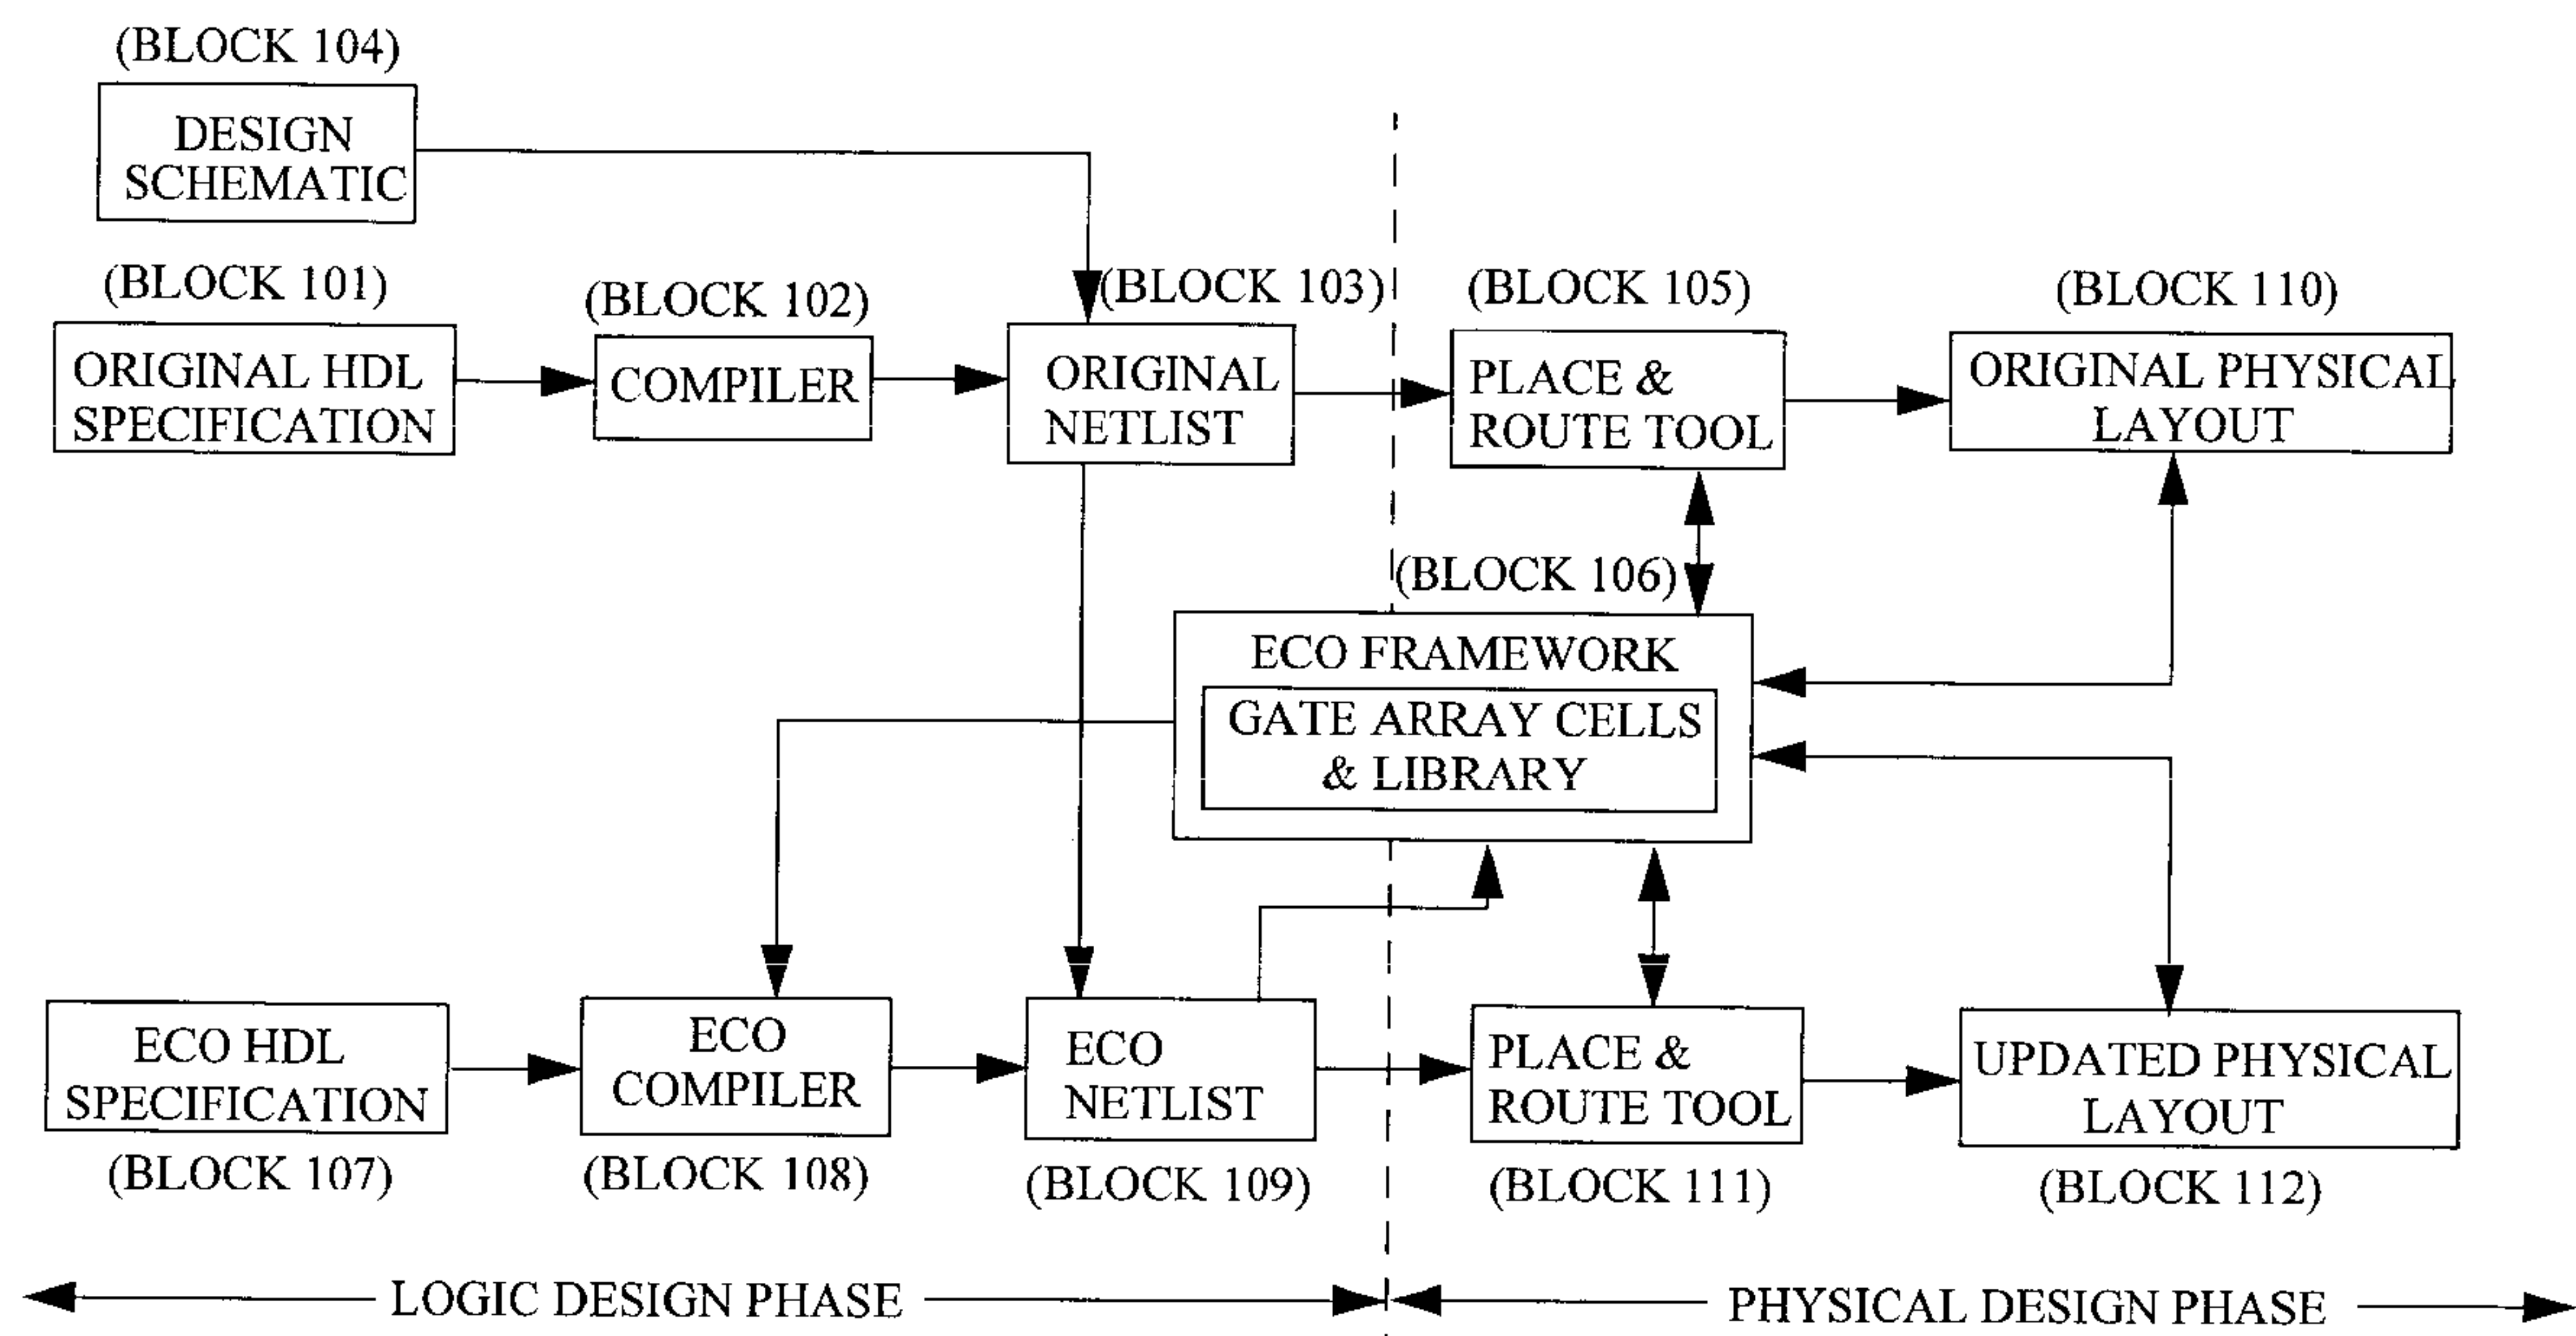 (BLOCK 104)
DESIGN
SCHEMATIC
(BLOCK 101)
ORIGINAL HDL
SPECIFICATION
(BLOCK 102)
COMPILER
(BLOCK 103)
ORIGINAL
NETLIST
(BLOCK 105)
PLACE &
ROUTE TOOL
(BLOCK 110)
ORIGINAL PHYSICAL
LAYOUT
(BLOCK 106)
ECO FRAMEWORK
GATE ARRAY CELLS
& LIBRARY
ECO HDL
SPECIFICATION
(BLOCK 107)
ECO
COMPILER
(BLOCK 108)
ECO
NETLIST
(BLOCK 109)
PLACE &
ROUTE TOOL
(BLOCK 111)
UPDATED PHYSICAL
LAYOUT
(BLOCK 112)
LOGIC DESIGN PHASE
PHYSICAL DESIGN PHASE